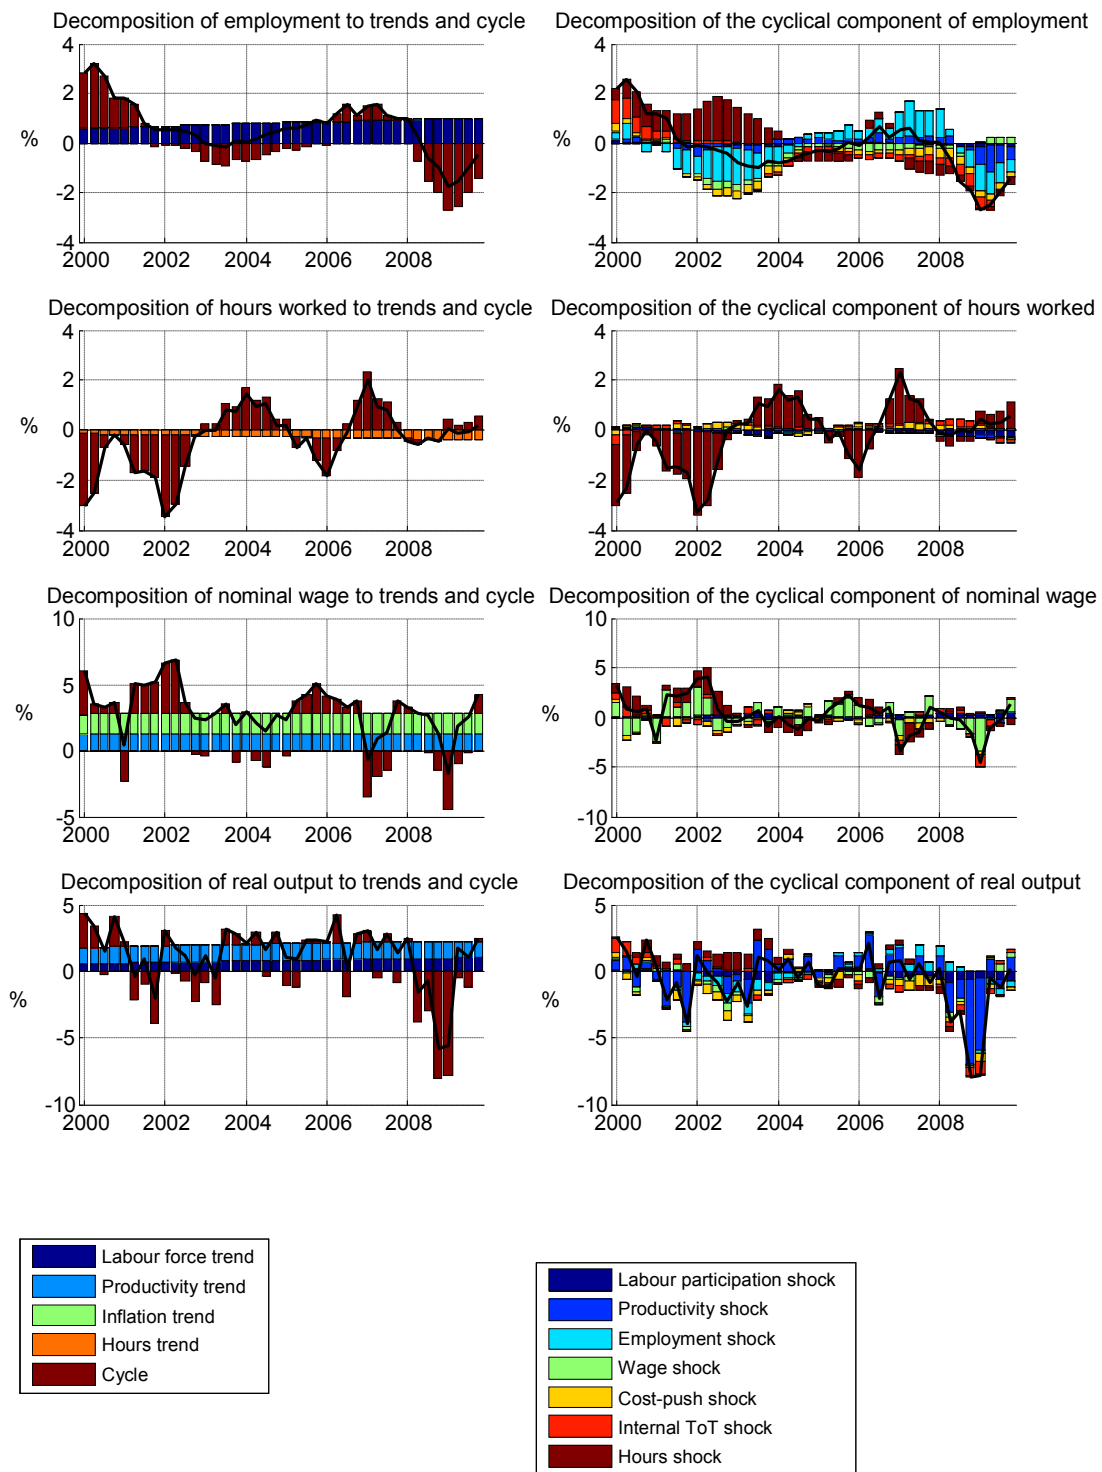 Decomposition of employment to trends and cycle
4
2
%
0
-2
-4
2000 2002 2004 2006 2008
Decomposition of the cyclical component of employment
4
2
%
0
-2
-4
2000 2002 2004 2006 2008
Decomposition of hours worked to trends and cycle
4
2
%
0
-2
-4
2000 2002 2004 2006 2008
Decomposition of the cyclical component of hours worked
4
2
%
0
-2
-4
2000 2002 2004 2006 2008
Decomposition of nominal wage to trends and cycle
10
5
%
0
-5
2000 2002 2004 2006 2008
Decomposition of the cyclical component of nominal wage
10
5
%
0
-5
-10
2000 2002 2004 2006 2008
Decomposition of real output to trends and cycle
5
0
%
-5
-10
2000 2002 2004 2006 2008
Decomposition of the cyclical component of real output
5
0
%
-5
-10
2000 2002 2004 2006 2008
Labour force trend
Productivity trend
Inflation trend
Hours trend
Cycle
Labour participation shock
Productivity shock
Employment shock
Wage shock
Cost-push shock
Internal ToT shock
Hours shock